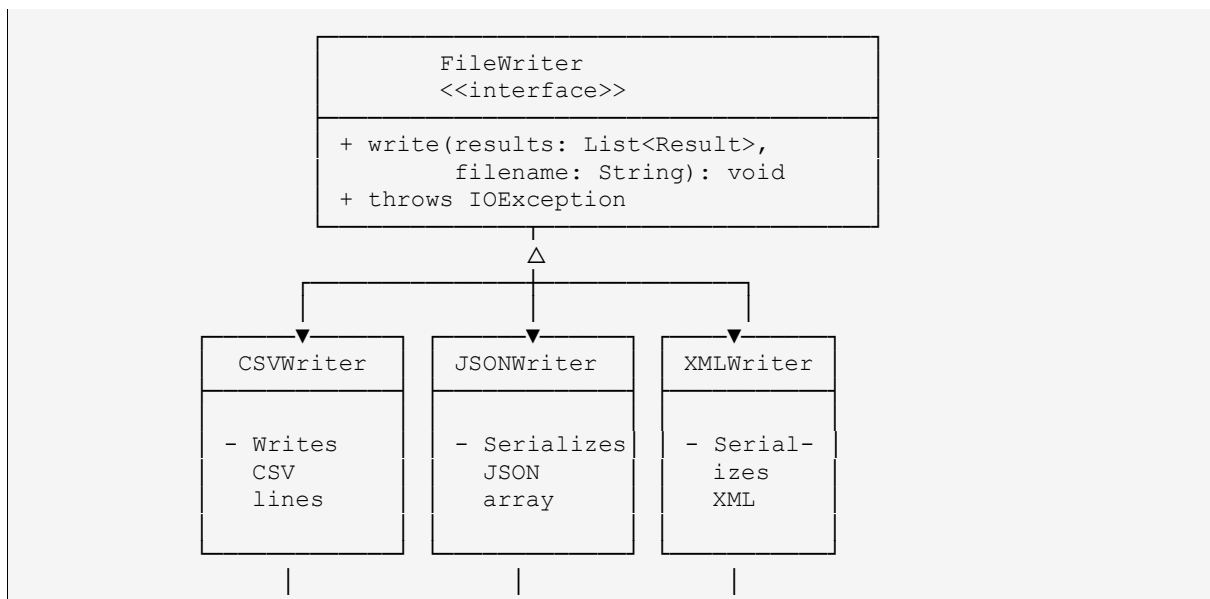 FileWriter
<<interface>>
+ write(results: List<Result>,
filename: String): void
+ throws IOException
CSVWriter
JSONWriter
XMLWriter
- Writes
CSV
lines
- Serializes
JSON
array
- Serial-
izes
XML